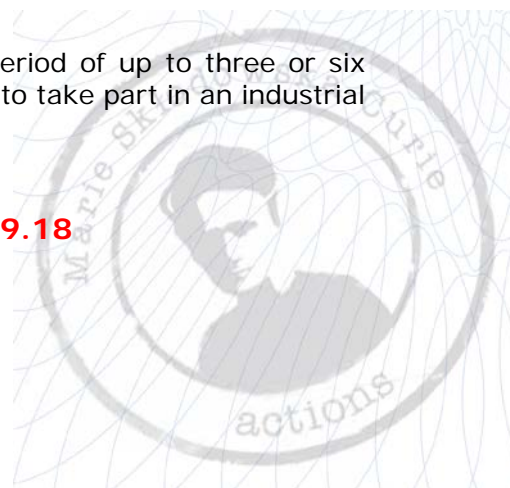 eriod of up to three or six
to take part in an industrial
9.18
Marie Skłodowska Curie
actions